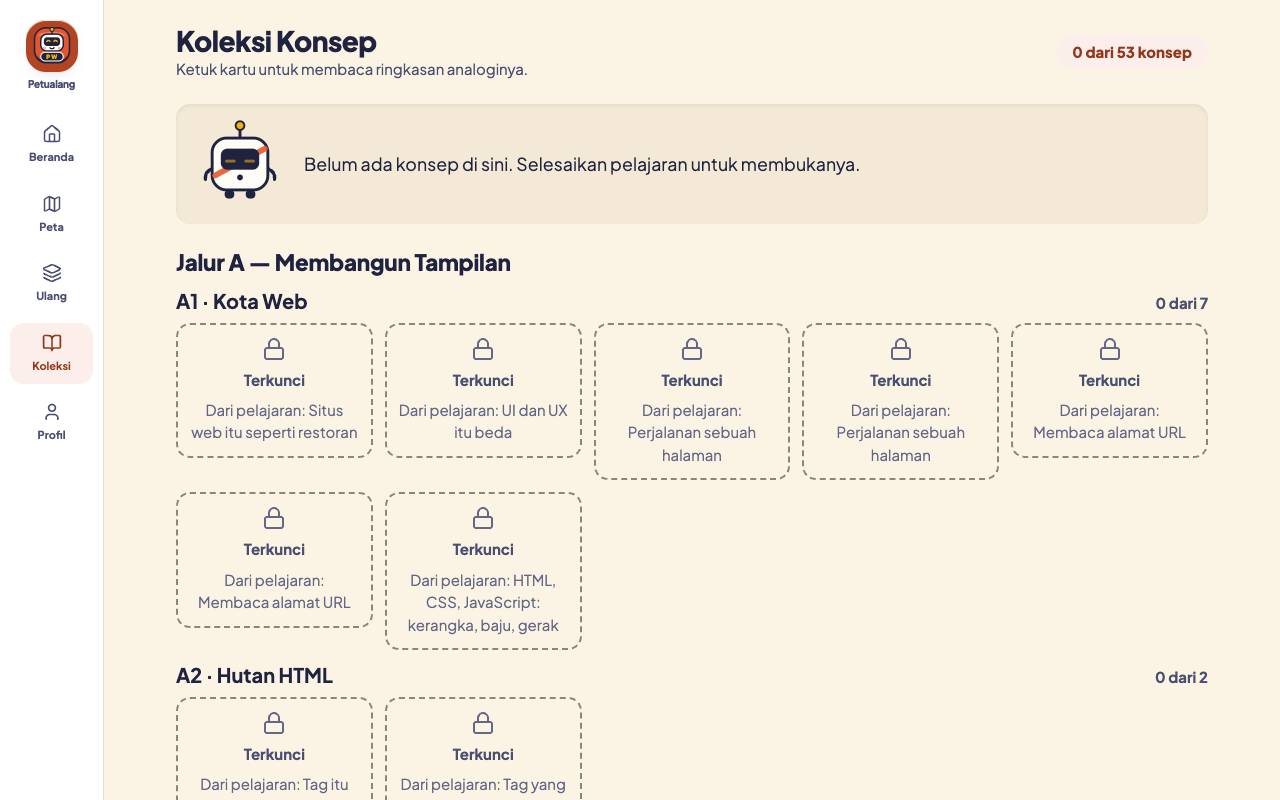 PW
Petualang
Beranda
Peta
Ulang
Koleksi
Profil
Koleksi Konsep
Ketuk kartu untuk membaca ringkasan analoginya.
0 dari 53 konsep
Belum ada konsep di sini. Selesaikan pelajaran untuk membukanya.
Jalur A — Membangun Tampilan
A1 · Kota Web
0 dari 7
Terkunci
Dari pelajaran: Situs
web itu seperti restoran
Terkunci
Dari pelajaran: UI dan UX
itu beda
Terkunci
Dari pelajaran:
Perjalanan sebuah
halaman
Terkunci
Dari pelajaran:
Perjalanan sebuah
halaman
Terkunci
Dari pelajaran:
Membaca alamat URL
Terkunci
Dari pelajaran:
Membaca alamat URL
Terkunci
Dari pelajaran: HTML,
CSS, JavaScript:
kerangka, baju, gerak
A2 · Hutan HTML
0 dari 2
Terkunci
Dari pelajaran: Tag itu
Terkunci
Dari pelajaran: Tag yang